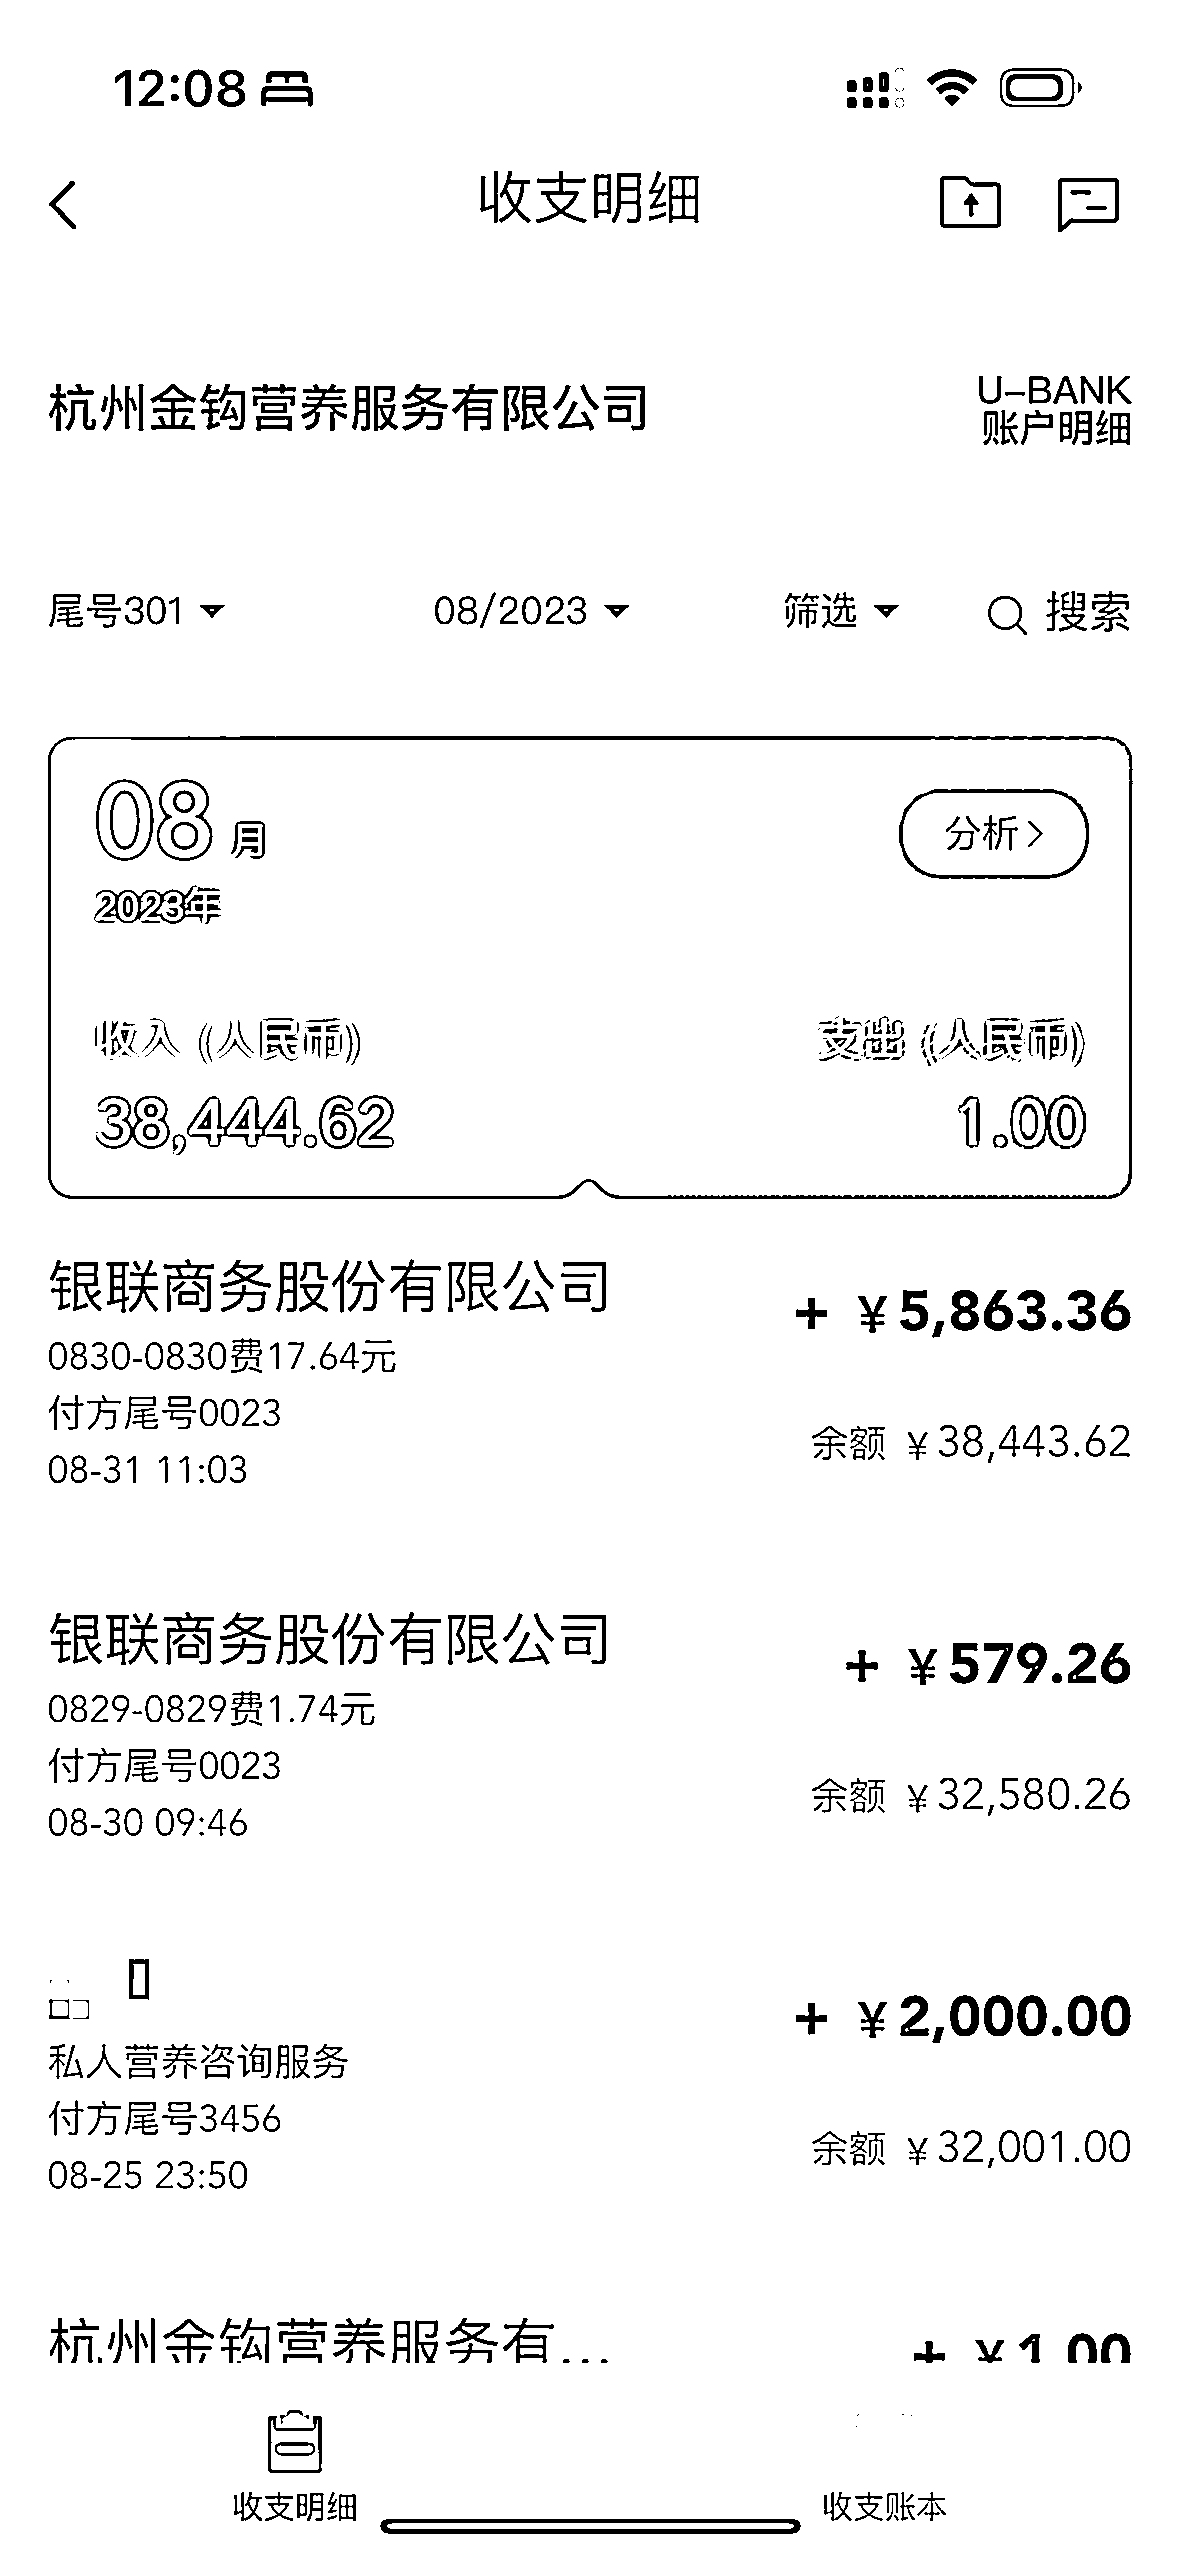 12:08
收支明细
杭州金钩营养服务有限公司
U-BANK
账户明细
尾号301
08/2023
筛选
搜索
08月
分析>
2023年
收入 (人民币)
支出 (人民币)
38,444.62
1.00
银联商务股份有限公司
+ ¥5,863.36
0830-0830费17.64元
付方尾号0023
余额 ¥38,443.62
08-31 11:03
银联商务股份有限公司
+ ¥579.26
0829-0829费1.74元
付方尾号0023
余额 ¥32,580.26
08-30 09:46
+ ¥2,000.00
私人营养咨询服务
付方尾号3456
余额 ¥32,001.00
08-25 23:50
杭州金钩营养服务有...
+ ¥1.00
收支明细
收支账本